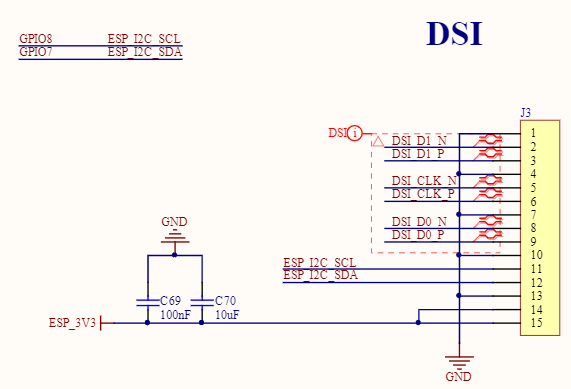 DSI
GPIO8 ESP_I2C_SCL
GPIO7 ESP_I2C_SDA
J3
DSI i
1
DSI_D1_N 2
DSI_D1_P 3
4
DSI_CLK_N 5
DSI_CLK_P 6
7
DSI_D0_N 8
DSI_D0_P 9
10
ESP_I2C_SCL 11
ESP_I2C_SDA 12
13
14
15
GND
C69
100nF
C70
10uF
ESP_3V3
GND